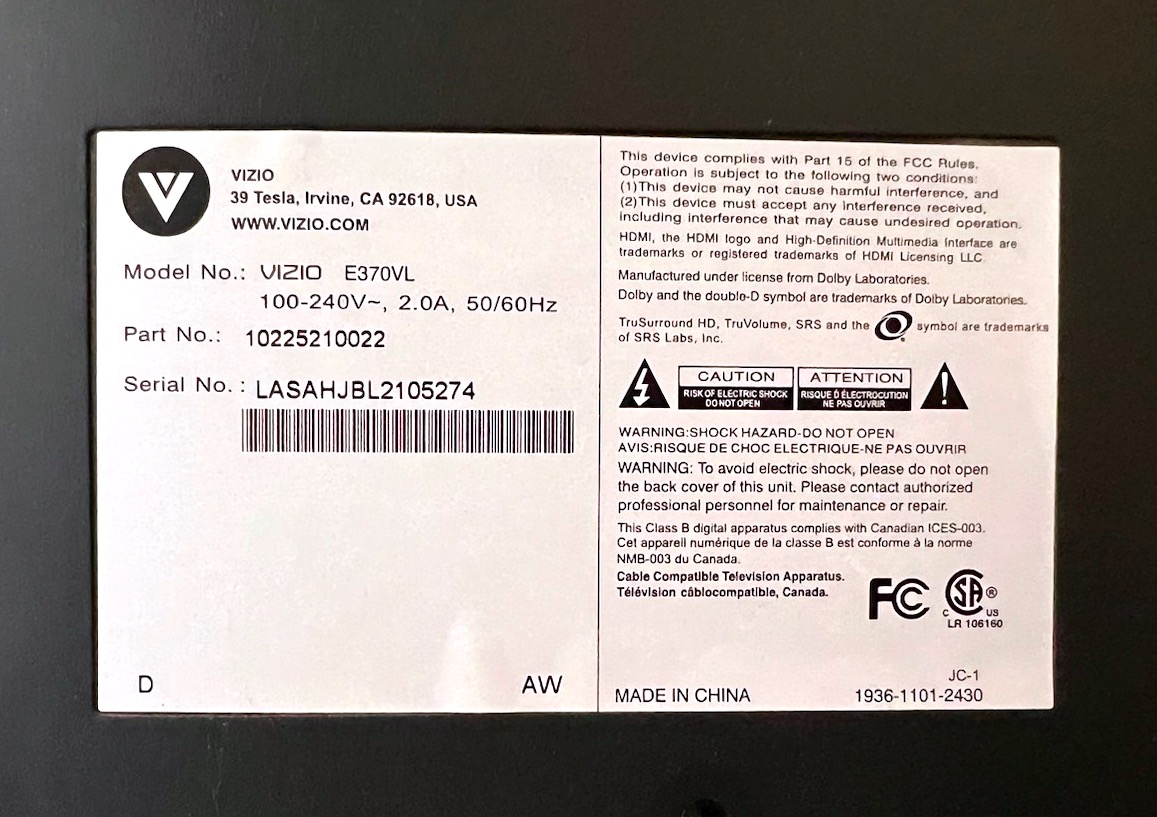 VIZIO
39 Tesla, Irvine, CA 92618, USA
WWW.VIZIO.COM
Model No.: VIZIO E370VL
100-240V~, 2.0A, 50/60Hz
Part No.: 10225210022
Serial No. : LASAHJBL2105274
D
AW
This device complies with Part 15 of the FCC Rules.
Operation is subject to the following two conditions:
(1)This device may not cause harmful interference, and
(2)This device must accept any interference received,
including interference that may cause undesired operation.
HDMI, the HDMI logo and High-Definition Multimedia Interface are
trademarks or registered trademarks of HDMI Licensing LLC
Manufactured under license from Dolby Laboratories.
Dolby and the double-D symbol are trademarks of Dolby Laboratories.
TruSurround HD, TruVolume, SRS and the symbol are trademarks
of SRS Labs, Inc.
CAUTION
RISK OF ELECTRIC SHOCK
DO NOT OPEN
ATTENTION
RISQUE D ÉLECTROCUTION
NE PAS OUVRIR
WARNING:SHOCK HAZARD-DO NOT OPEN
AVIS:RISQUE DE CHOC ELECTRIQUE-NE PAS OUVRIR
WARNING: To avoid electric shock, please do not open
the back cover of this unit. Please contact authorized
professional personnel for maintenance or repair.
This Class B digital apparatus complies with Canadian ICES-003.
Cet appareil numérique de la classe B est conforme à la norme
NMB-003 du Canada.
Cable Compatible Television Apparatus.
Télévision câblocompatible, Canada.
FC
C SA ® US
LR 106160
JC-1
MADE IN CHINA
1936-1101-2430